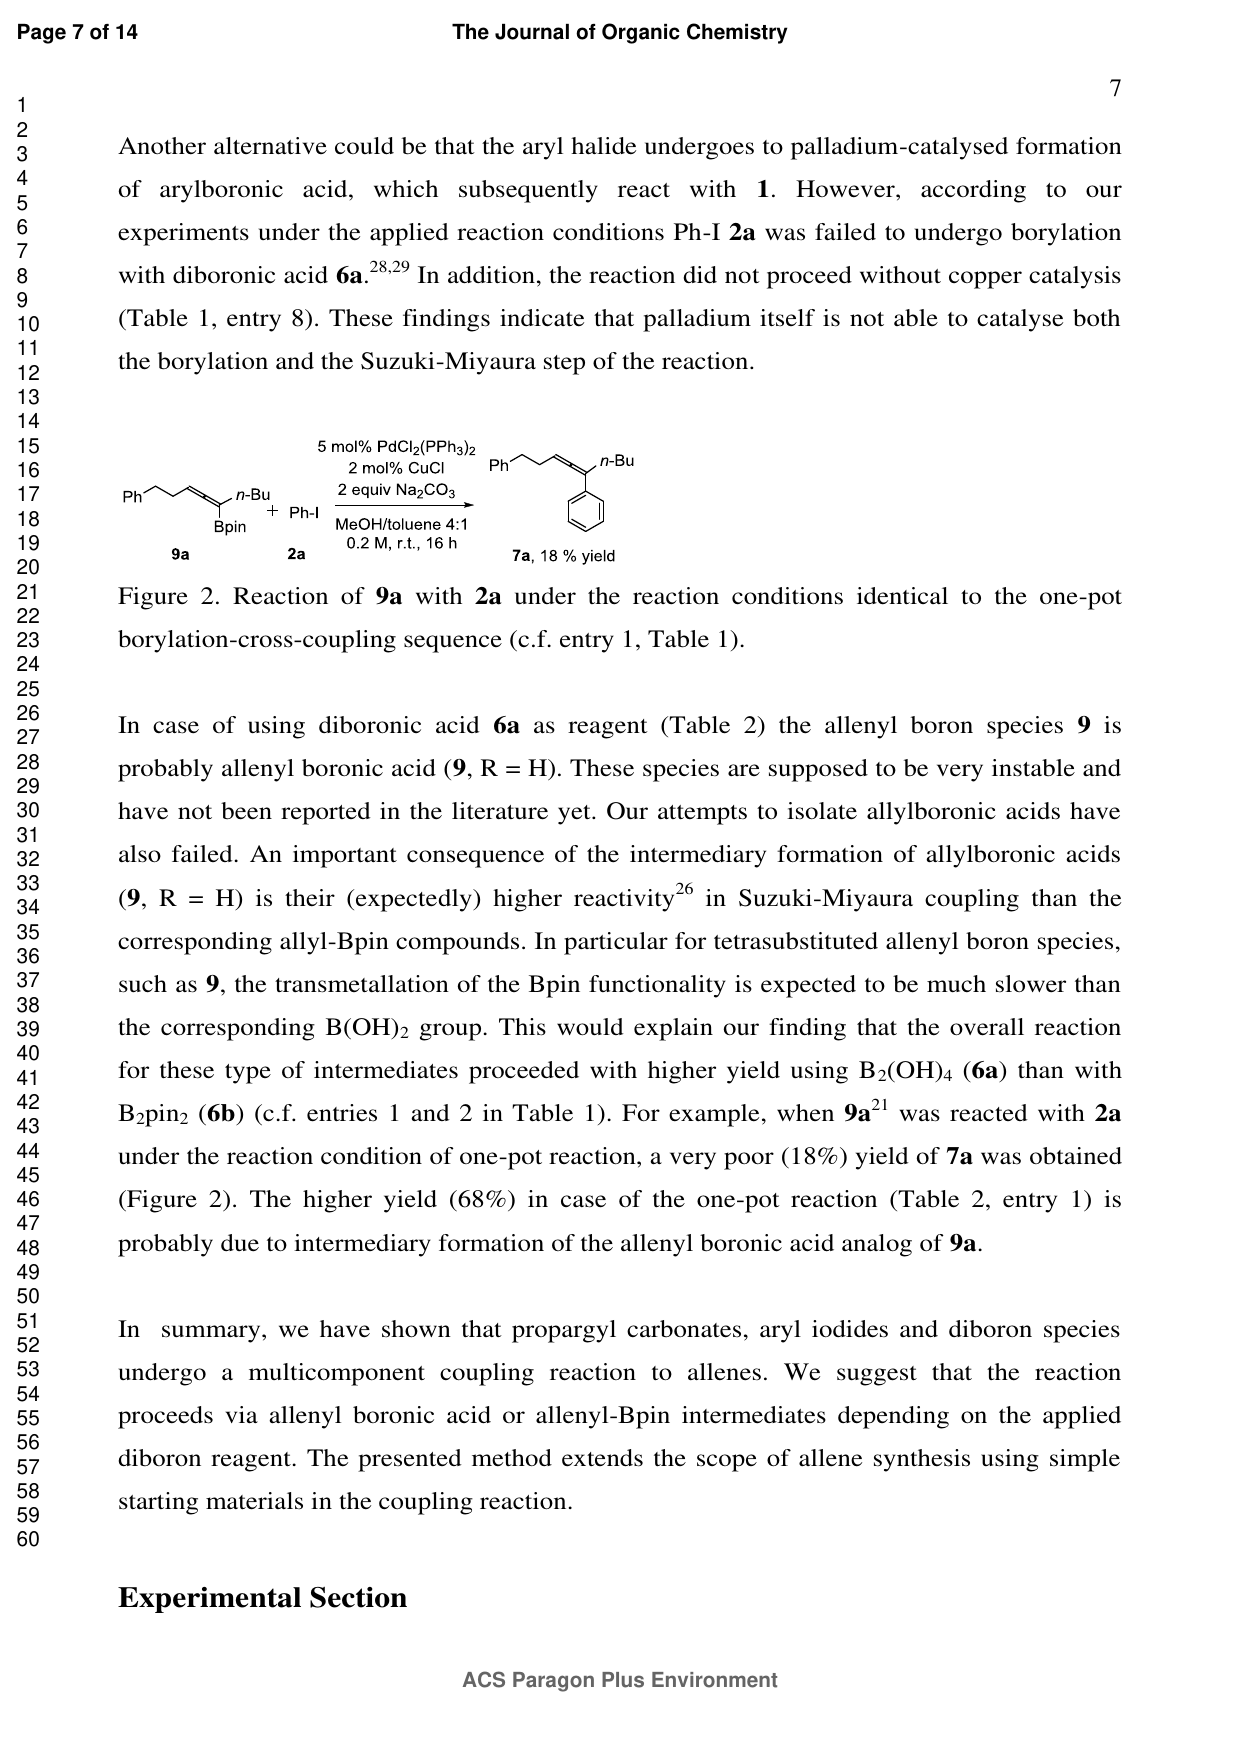 Page 7 of 14
The Journal of Organic Chemistry
7
1
2
3
4
5
6
7
8
9
10
11
12
13
14
15
16
17
18
19
20
21
22
23
24
25
26
27
28
29
30
31
32
33
34
35
36
37
38
39
40
41
42
43
44
45
46
47
48
49
50
51
52
53
54
55
56
57
58
59
60
Another alternative could be that the aryl halide undergoes to palladium-catalysed formation
of arylboronic acid, which subsequently react with 1. However, according to our
experiments under the applied reaction conditions Ph-I 2a was failed to undergo borylation
with diboronic acid 6a.28,29 In addition, the reaction did not proceed without copper catalysis
(Table 1, entry 8). These findings indicate that palladium itself is not able to catalyse both
the borylation and the Suzuki-Miyaura step of the reaction.
Ph
n-Bu
Bpin
9a
+
Ph-I
2a
5 mol% PdCl2(PPh3)2
2 mol% CuCl
2 equiv Na2CO3
MeOH/toluene 4:1
0.2 M, r.t., 16 h
Ph
n-Bu
7a, 18 % yield
Figure 2. Reaction of 9a with 2a under the reaction conditions identical to the one-pot
borylation-cross-coupling sequence (c.f. entry 1, Table 1).
In case of using diboronic acid 6a as reagent (Table 2) the allenyl boron species 9 is
probably allenyl boronic acid (9, R = H). These species are supposed to be very instable and
have not been reported in the literature yet. Our attempts to isolate allylboronic acids have
also failed. An important consequence of the intermediary formation of allylboronic acids
(9, R = H) is their (expectedly) higher reactivity26 in Suzuki-Miyaura coupling than the
corresponding allyl-Bpin compounds. In particular for tetrasubstituted allenyl boron species,
such as 9, the transmetallation of the Bpin functionality is expected to be much slower than
the corresponding B(OH)2 group. This would explain our finding that the overall reaction
for these type of intermediates proceeded with higher yield using B2(OH)4 (6a) than with
B2pin2 (6b) (c.f. entries 1 and 2 in Table 1). For example, when 9a21 was reacted with 2a
under the reaction condition of one-pot reaction, a very poor (18%) yield of 7a was obtained
(Figure 2). The higher yield (68%) in case of the one-pot reaction (Table 2, entry 1) is
probably due to intermediary formation of the allenyl boronic acid analog of 9a.
In summary, we have shown that propargyl carbonates, aryl iodides and diboron species
undergo a multicomponent coupling reaction to allenes. We suggest that the reaction
proceeds via allenyl boronic acid or allenyl-Bpin intermediates depending on the applied
diboron reagent. The presented method extends the scope of allene synthesis using simple
starting materials in the coupling reaction.
Experimental Section
ACS Paragon Plus Environment